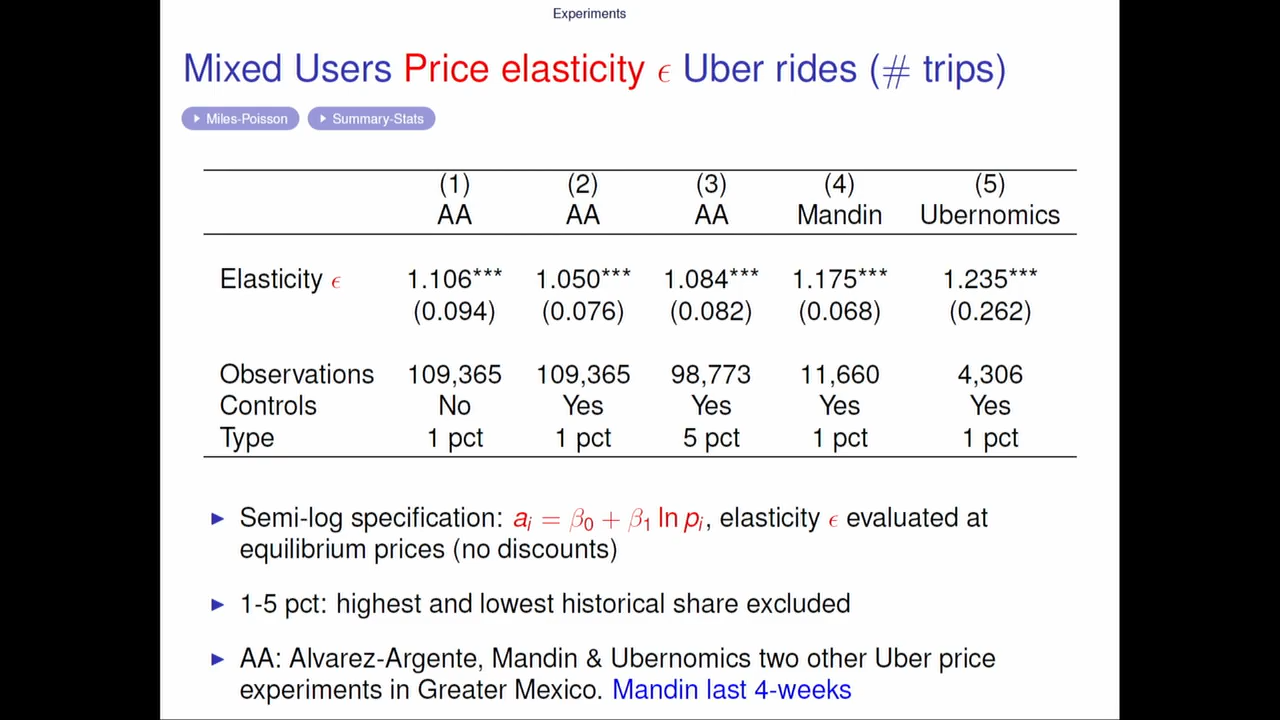 Experiments
Mixed Users Price elasticity ϵ Uber rides (# trips)
Miles-Poisson Summary-Stats
(1) (2) (3) (4) (5)
AA AA AA Mandin Ubernomics
Elasticity ϵ 1.106*** 1.050*** 1.084*** 1.175*** 1.235***
(0.094) (0.076) (0.082) (0.068) (0.262)
Observations 109,365 109,365 98,773 11,660 4,306
Controls No Yes Yes Yes Yes
Type 1 pct 1 pct 5 pct 1 pct 1 pct
Semi-log specification: aᵢ = β₀ + β₁ ln pᵢ, elasticity ϵ evaluated at
equilibrium prices (no discounts)
1-5 pct: highest and lowest historical share excluded
AA: Alvarez-Argente, Mandin & Ubernomics two other Uber price
experiments in Greater Mexico. Mandin last 4-weeks